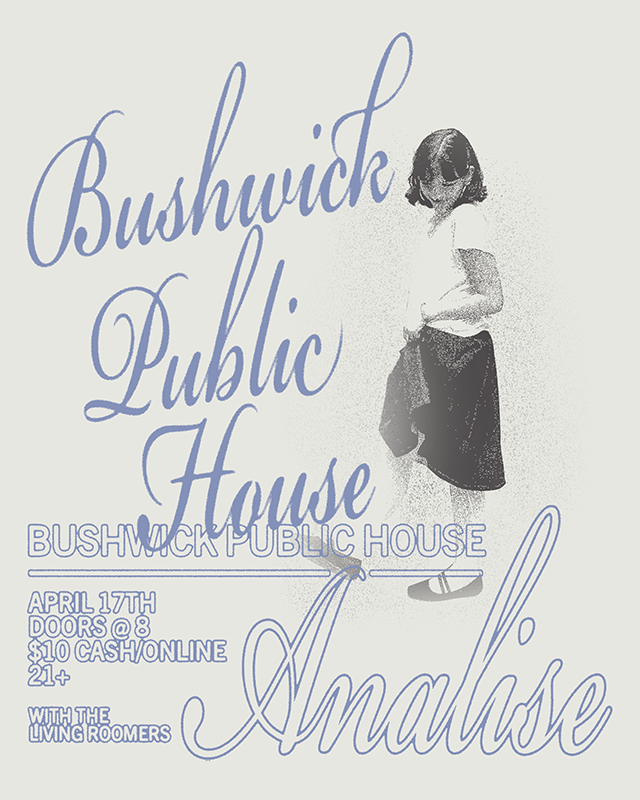 Bushwick
Public
House
BUSHWICK PUBLIC HOUSE
APRIL 17TH
DOORS @ 8
$10 CASH/ONLINE
21+
WITH THE
LIVING ROOMERS
Analise